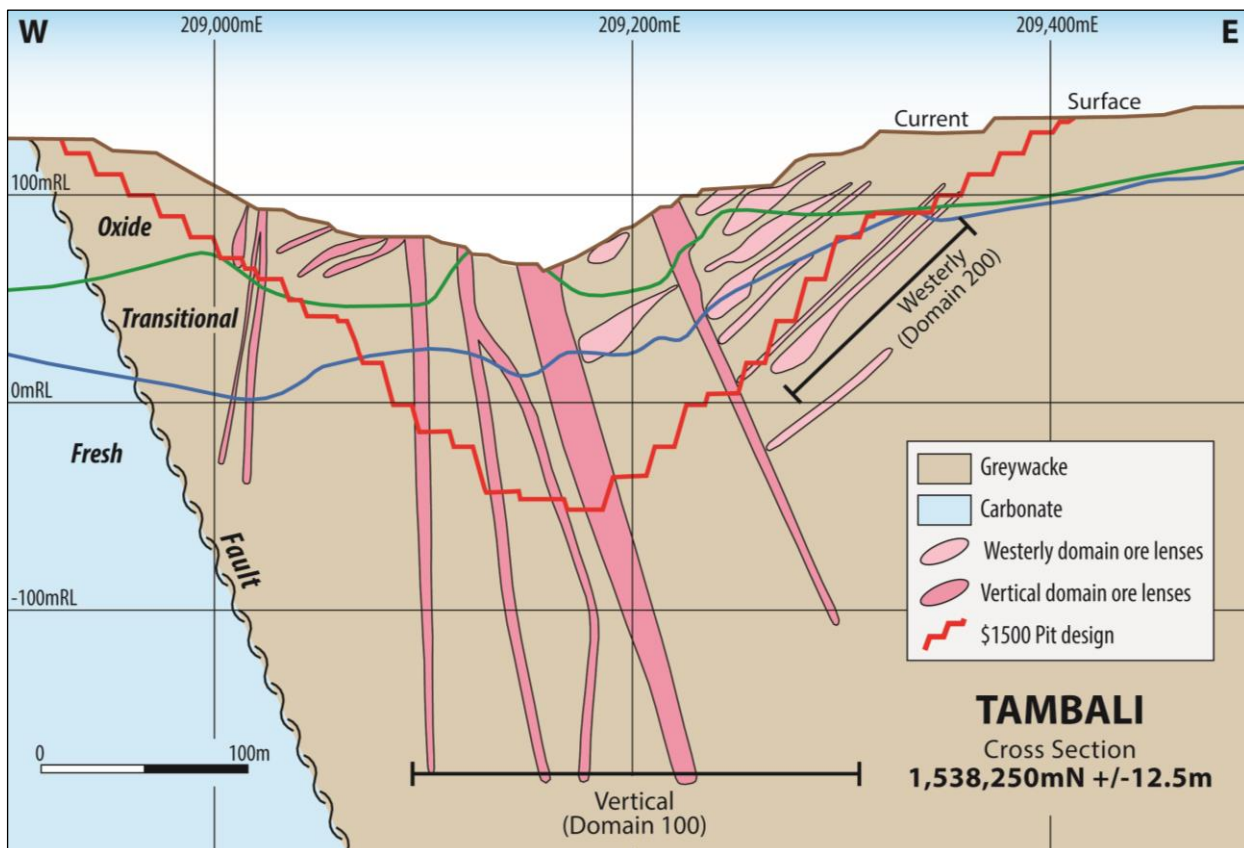 W
209,000mE
209,200mE
209,400mE
E
Current
Surface
100mRL
Oxide
Transitional
Westerly
(Domain 200)
0mRL
Fresh
Fault
-100mRL
Greywacke
Carbonate
Westerly domain ore lenses
Vertical domain ore lenses
$1500 Pit design
TAMBALI
Cross Section
1,538,250mN +/-12.5m
0
100m
Vertical
(Domain 100)